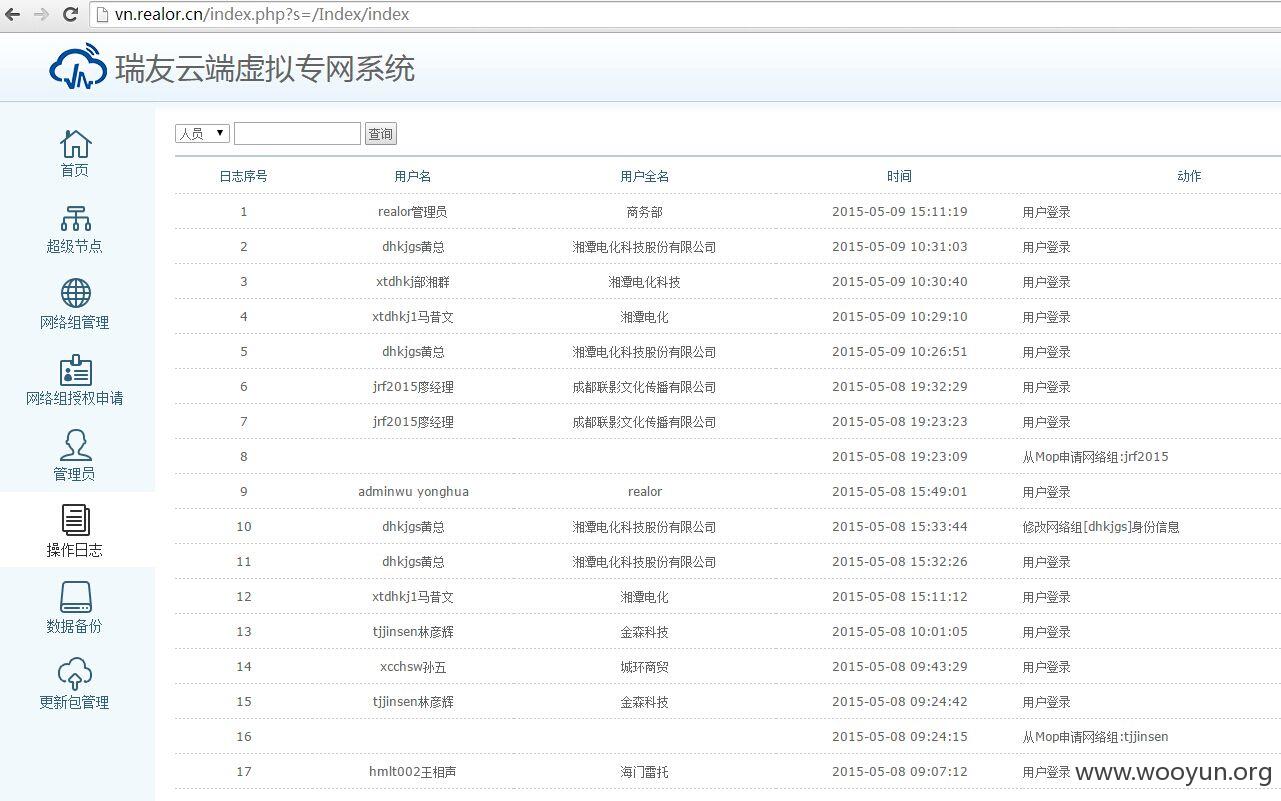 vn.realor.cn/index.php?s=/Index/index
瑞友云端虚拟专网系统
首页
超级节点
网络组管理
网络组授权申请
管理员
操作日志
数据备份
更新包管理
人员 查询
日志序号 用户名 用户全名 时间 动作
1 realor管理员 商务部 2015-05-09 15:11:19 用户登录
2 dhkjgs黄总 湘潭电化科技股份有限公司 2015-05-09 10:31:03 用户登录
3 xtdhkj部湘群 湘潭电化科技 2015-05-09 10:30:40 用户登录
4 xtdhkj1马昔文 湘潭电化 2015-05-09 10:29:10 用户登录
5 dhkjgs黄总 湘潭电化科技股份有限公司 2015-05-09 10:26:51 用户登录
6 jrf2015廖经理 成都联影文化传播有限公司 2015-05-08 19:32:29 用户登录
7 jrf2015廖经理 成都联影文化传播有限公司 2015-05-08 19:23:23 用户登录
8 2015-05-08 19:23:09 从Mop申请网络组:jrf2015
9 adminwu yonghua realor 2015-05-08 15:49:01 用户登录
10 dhkjgs黄总 湘潭电化科技股份有限公司 2015-05-08 15:33:44 修改网络组[dhkjgs]身份信息
11 dhkjgs黄总 湘潭电化科技股份有限公司 2015-05-08 15:32:26 用户登录
12 xtdhkj1马昔文 湘潭电化 2015-05-08 15:11:12 用户登录
13 tjjinsen林彦辉 金森科技 2015-05-08 10:01:05 用户登录
14 xcchsw孙五 城环商贸 2015-05-08 09:43:29 用户登录
15 tjjinsen林彦辉 金森科技 2015-05-08 09:24:42 用户登录
16 2015-05-08 09:24:15 从Mop申请网络组:tjjinsen
17 hmlt002王相声 海门雷托 2015-05-08 09:07:12 用户登录
www.wooyun.org